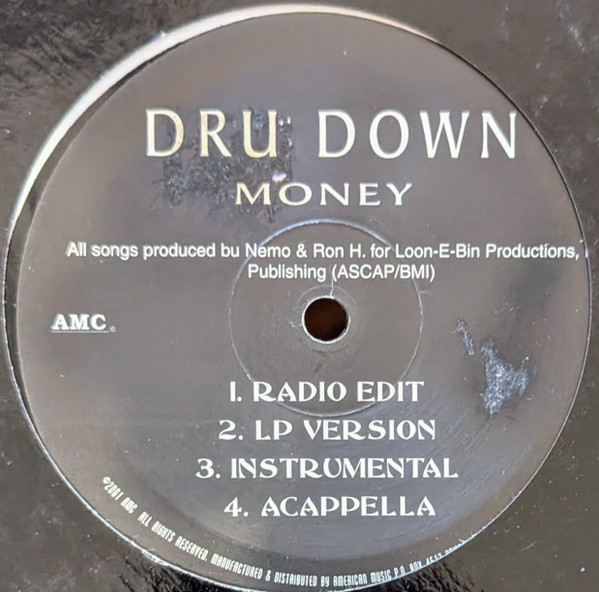 DRU DOWN
MONEY
All songs produced bu Nemo & Ron H. for Loon-E-Bin Productions,
Publishing (ASCAP/BMI)
AMC
1. RADIO EDIT
2. LP VERSION
3. INSTRUMENTAL
4. ACAPPELLA
©2001 AMC ALL RIGHTS RESERVED. MANUFACTURED & DISTRIBUTED BY AMERICAN MUSIC P.O. BOX